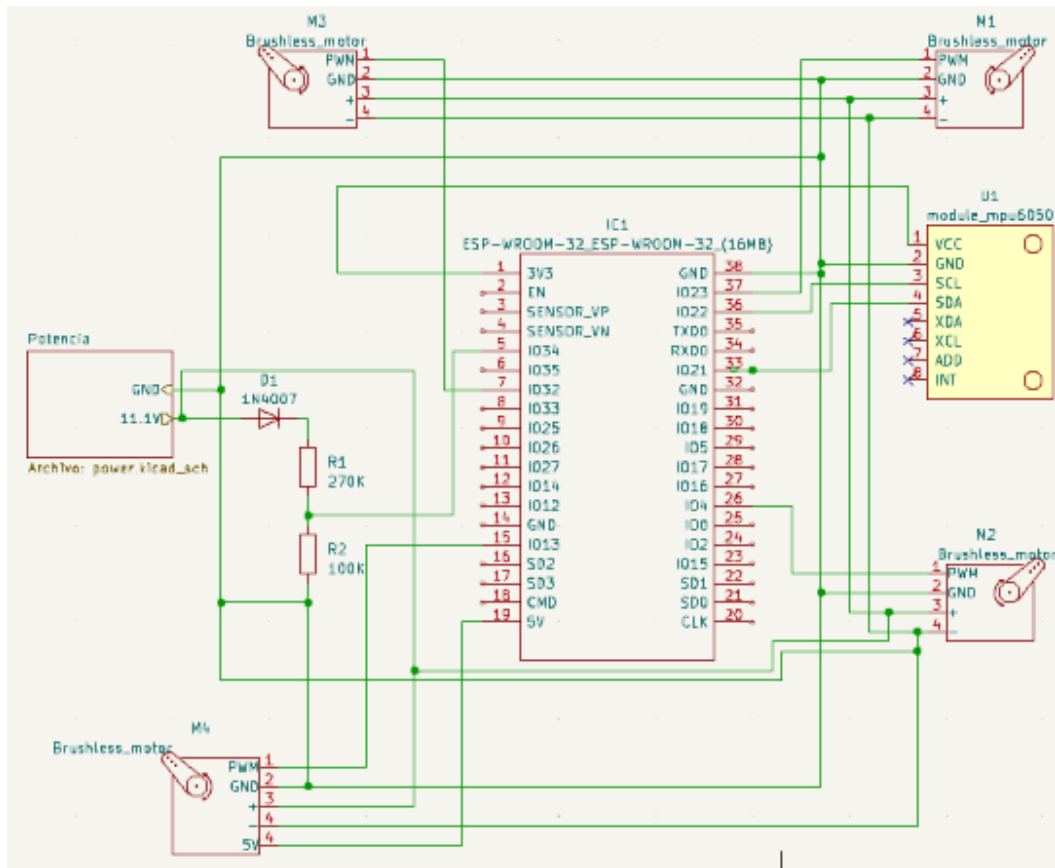 M3
Brushless_motor
PWM 1
GND 2
+ 3
- 4
M1
Brushless_motor
1 PWM
2 GND
3 +
4 -
U1
module_mpu6050
1 VCC
2 GND
3 SCL
4 SDA
5 XDA
6 XCL
7 ADD
8 INT
IC1
ESP-WROOM-32_ESP-WROOM-32_(16MB)
1 3V3 GND 38
2 EN IO23 37
3 SENSOR_VP IO22 36
4 SENSOR_VN TXD0 35
5 IO34 RXD0 34
6 IO35 IO21 33
7 IO32 GND 32
8 IO33 IO19 31
9 IO25 IO18 30
10 IO26 IO5 29
11 IO27 IO17 28
12 IO14 IO16 27
13 IO12 IO4 26
14 GND IO0 25
15 IO13 IO2 24
16 SD2 IO15 23
17 SD3 SD1 22
18 CMD SD0 21
19 5V CLK 20
Potencia
GND
11.1V
Archivo: power.kicad_sch
D1
1N4007
R1
270K
R2
100K
M2
Brushless_motor
1 PWM
2 GND
3 +
4 -
M4
Brushless_motor
PWM 1
GND 2
+ 3
- 4
5V 4